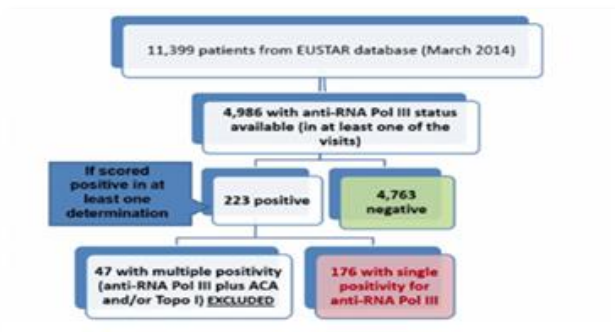 11,399 patients from EUSTAR database (March 2014)
4,986 with anti-RNA Pol III status
available (in at least one of the
visits)
If scored
positive in at
least one
determination
223 positive
4,763
negative
47 with multiple positivity
(anti-RNA Pol III plus ACA
and/or Topo I) EXCLUDED
176 with single
positivity for
anti-RNA Pol III